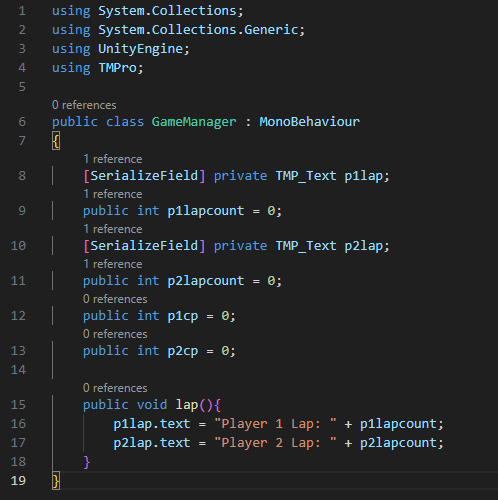 1 using System.Collections;
2 using System.Collections.Generic;
3 using UnityEngine;
4 using TMPro;
5
0 references
6 public class GameManager : MonoBehaviour
7 {
1 reference
8 [SerializeField] private TMP_Text p1lap;
1 reference
9 public int p1lapcount = 0;
1 reference
10 [SerializeField] private TMP_Text p2lap;
1 reference
11 public int p2lapcount = 0;
0 references
12 public int p1cp = 0;
0 references
13 public int p2cp = 0;
14
0 references
15 public void lap(){
16 p1lap.text = "Player 1 Lap: " + p1lapcount;
17 p2lap.text = "Player 2 Lap: " + p2lapcount;
18 }
19 }